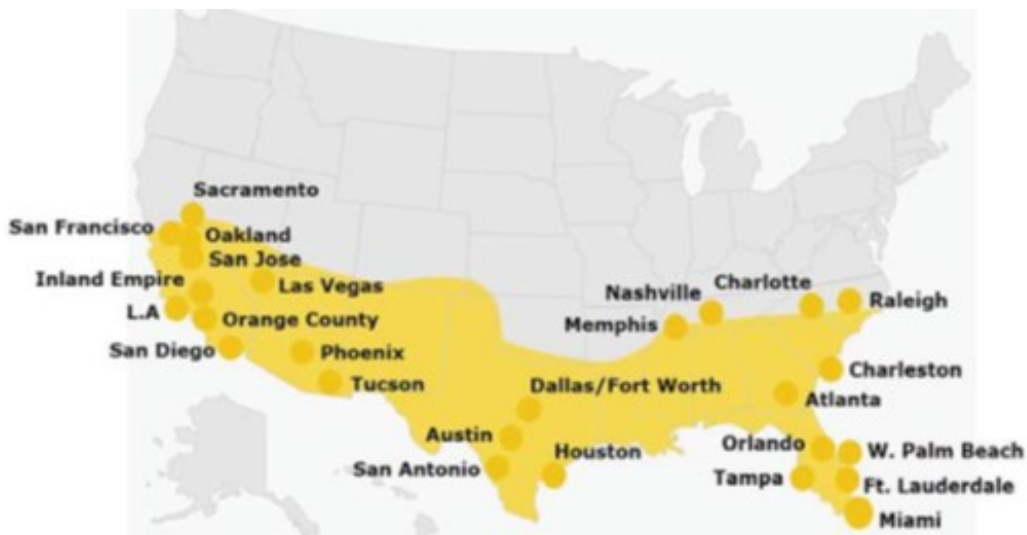 Sacramento
San Francisco
Oakland
San Jose
Inland Empire
Las Vegas
Charlotte
Nashville
Raleigh
L.A
Orange County
Memphis
San Diego
Phoenix
Charleston
Tucson
Dallas/Fort Worth
Atlanta
Austin
Houston
Orlando
W. Palm Beach
San Antonio
Tampa
Ft. Lauderdale
Miami